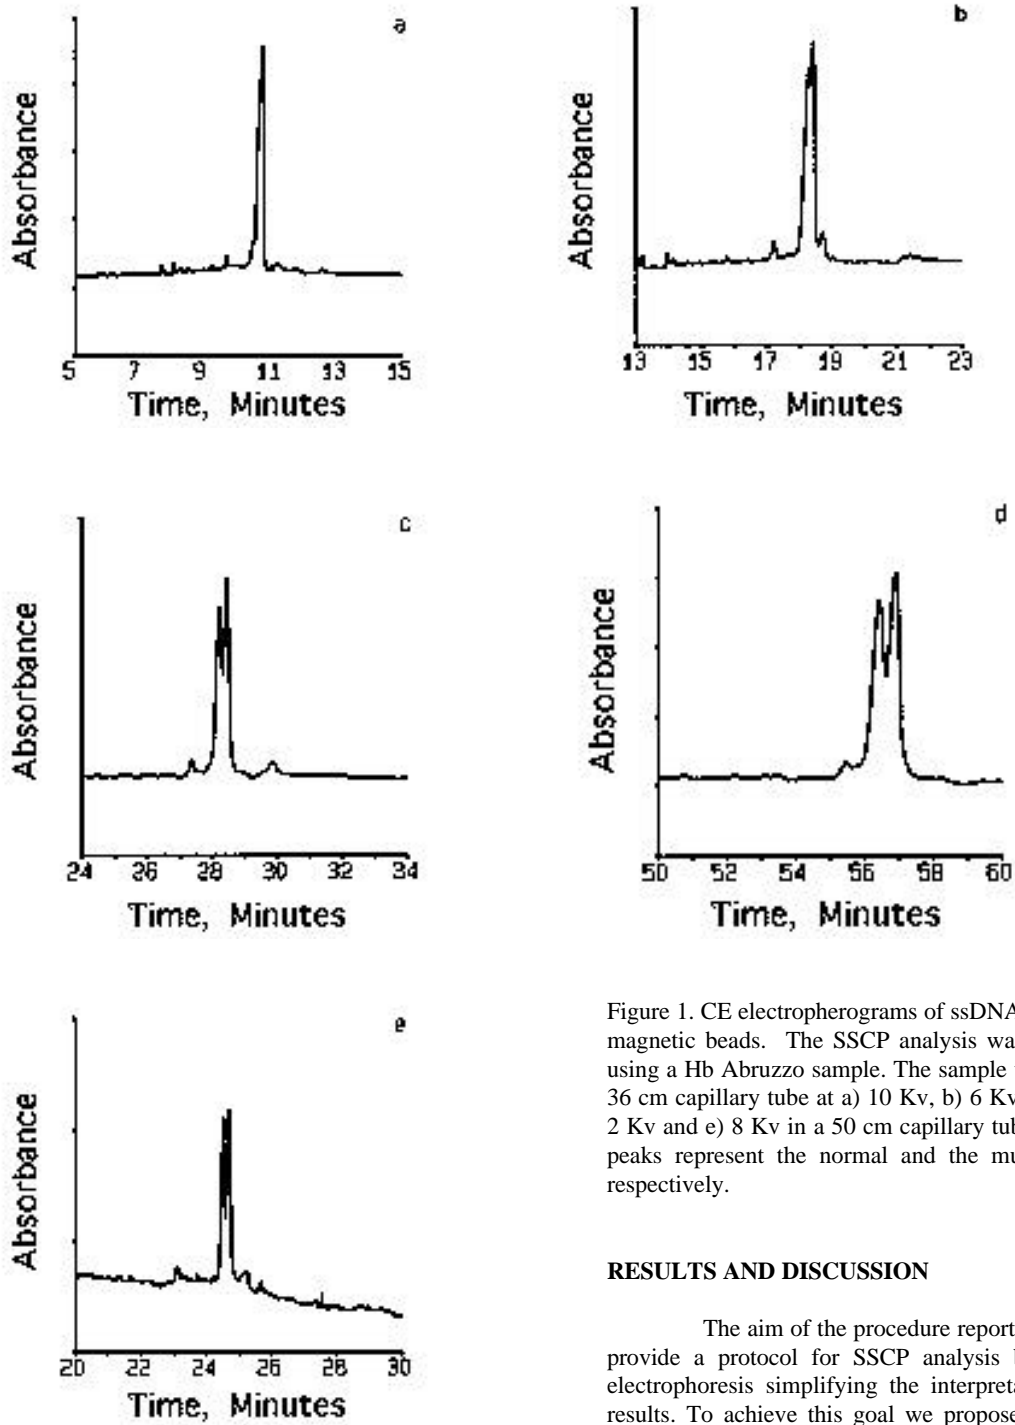 a
Absorbance
5 7 9 11 13 15
Time, Minutes
b
Absorbance
13 15 17 19 21 23
Time, Minutes
c
Absorbance
24 26 28 30 32 34
Time, Minutes
d
Absorbance
50 52 54 56 58 60
Time, Minutes
e
Absorbance
20 22 24 26 28 30
Time, Minutes
Figure 1. CE electropherograms of ssDNA
magnetic beads. The SSCP analysis wa
using a Hb Abruzzo sample. The sample
36 cm capillary tube at a) 10 Kv, b) 6 Kv
2 Kv and e) 8 Kv in a 50 cm capillary tub
peaks represent the normal and the mu
respectively.
RESULTS AND DISCUSSION
The aim of the procedure report
provide a protocol for SSCP analysis b
electrophoresis simplifying the interpreta
results. To achieve this goal we propose